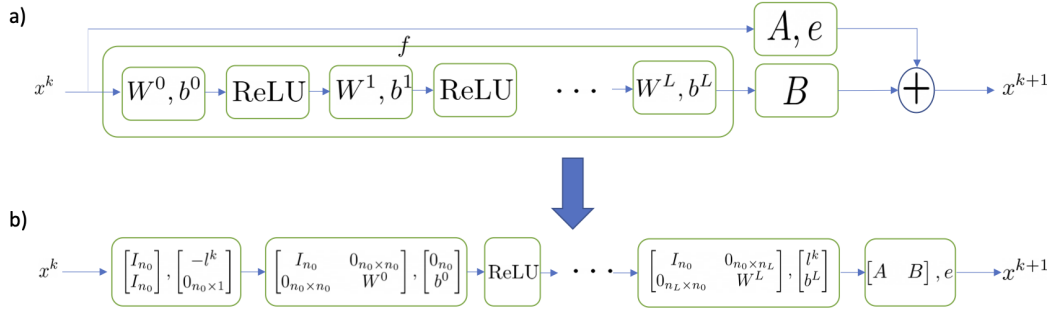 a)
A, e
f
x^k W^0, b^0 ReLU W^1, b^1 ReLU ... W^L, b^L B + x^{k+1}
b)
x^k [I_{n_0} ; I_{n_0}], [-l^k ; 0_{n_0×1}] [I_{n_0} 0_{n_0×n_0} ; 0_{n_0×n_0} W^0], [0_{n_0} ; b^0] ReLU ... [I_{n_0} 0_{n_0×n_L} ; 0_{n_L×n_0} W^L], [l^k ; b^L] [A B], e x^{k+1}